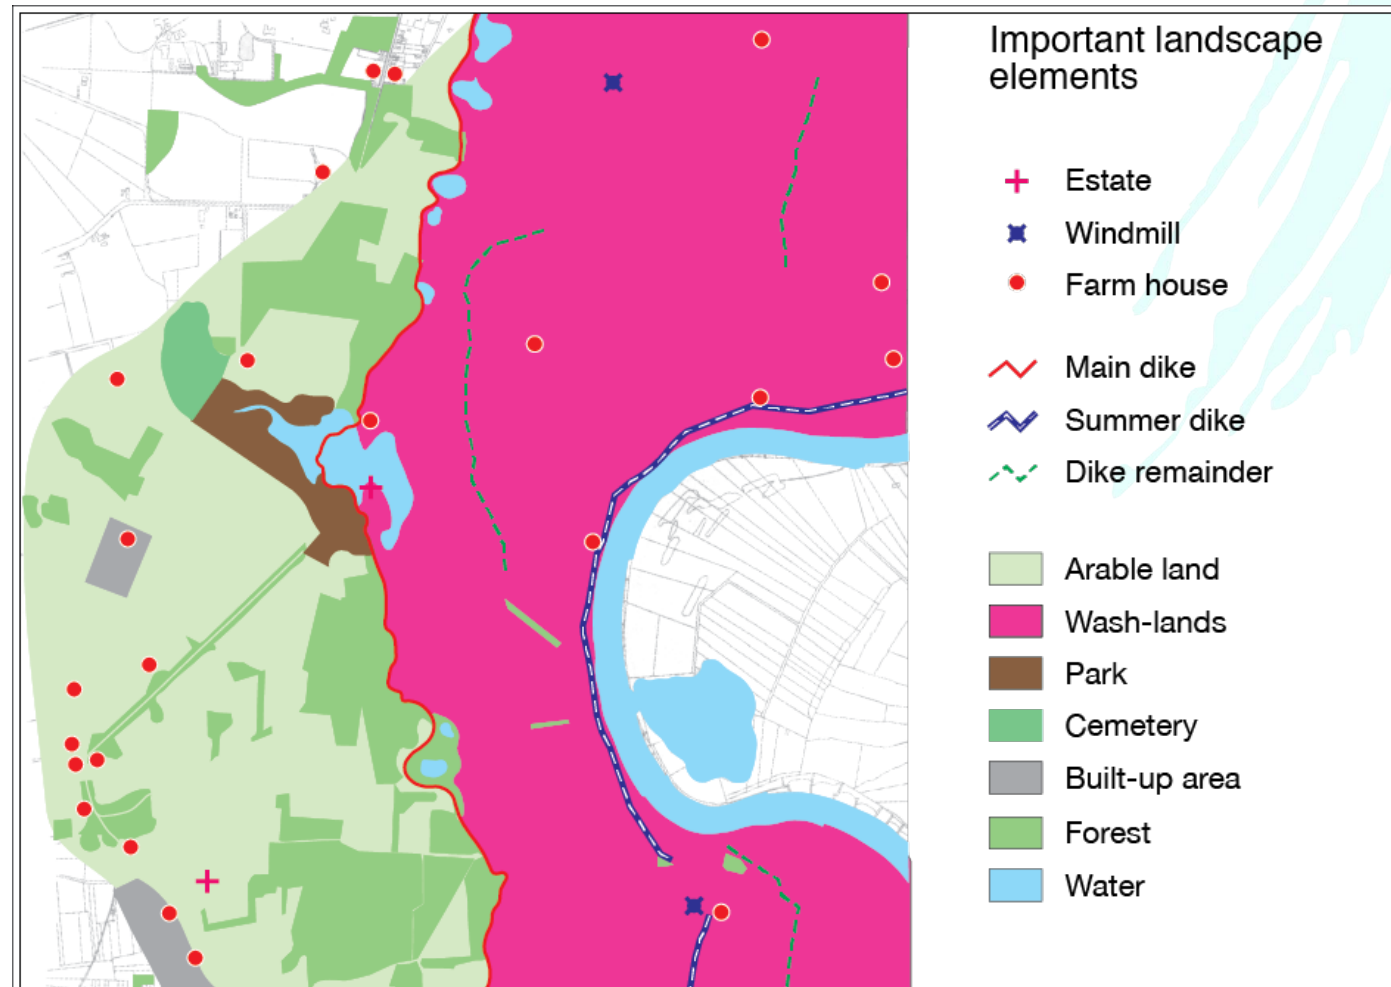 Important landscape
elements
Estate
Windmill
Farm house
Main dike
Summer dike
Dike remainder
Arable land
Wash-lands
Park
Cemetery
Built-up area
Forest
Water